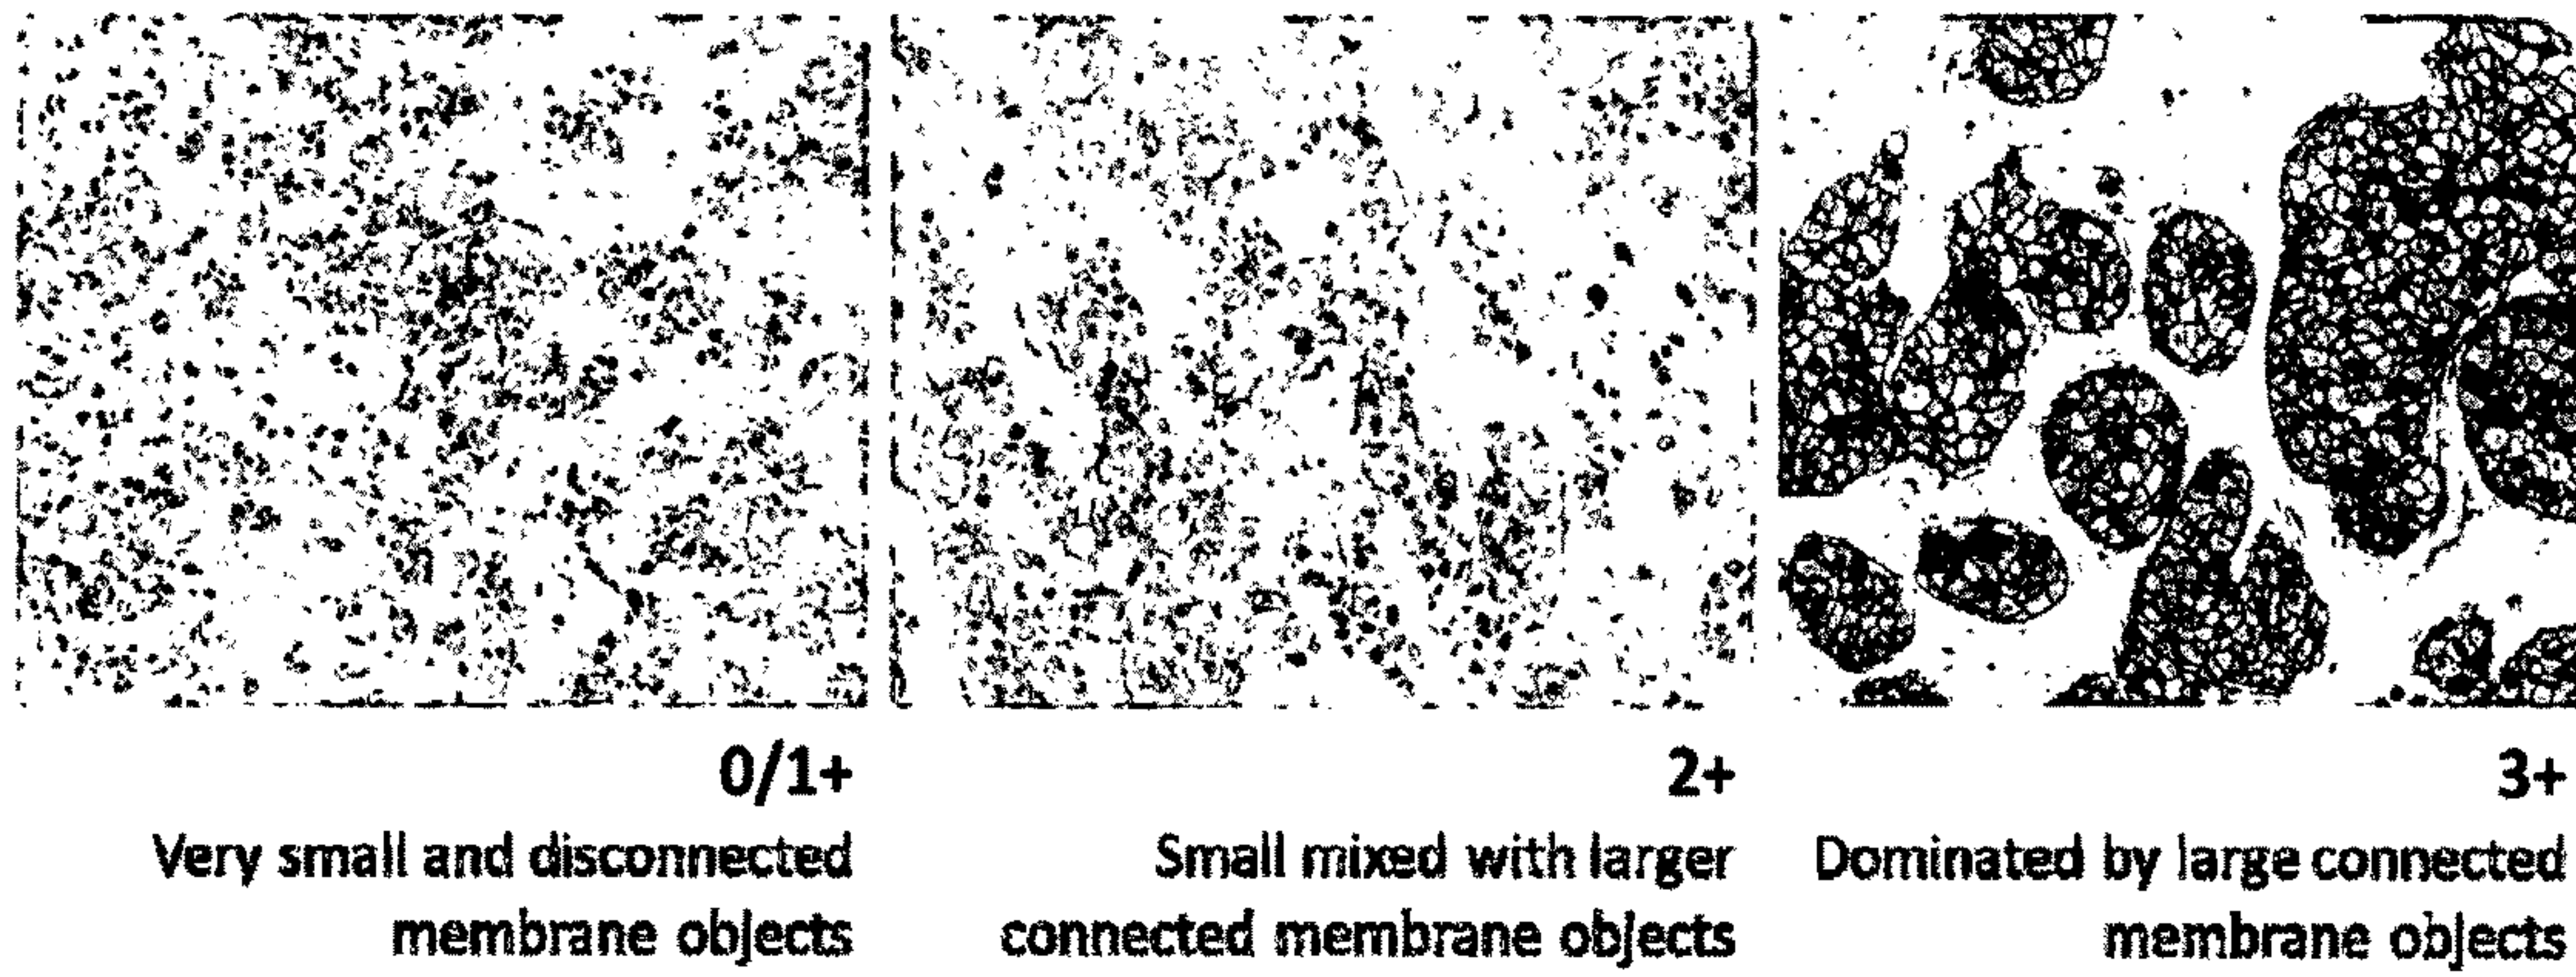 0/1+
Very small and disconnected
membrane objects
2+
Small mixed with larger
connected membrane objects
3+
Dominated by large connected
membrane objects